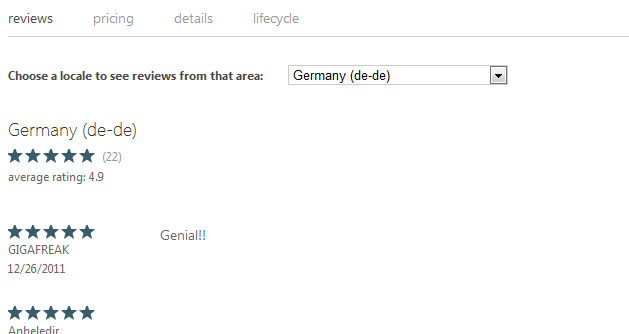 reviews pricing details lifecycle
Choose a locale to see reviews from that area: Germany (de-de)
Germany (de-de)
(22)
average rating: 4.9
Genial!!
GIGAFREAK
12/26/2011
Anheledir